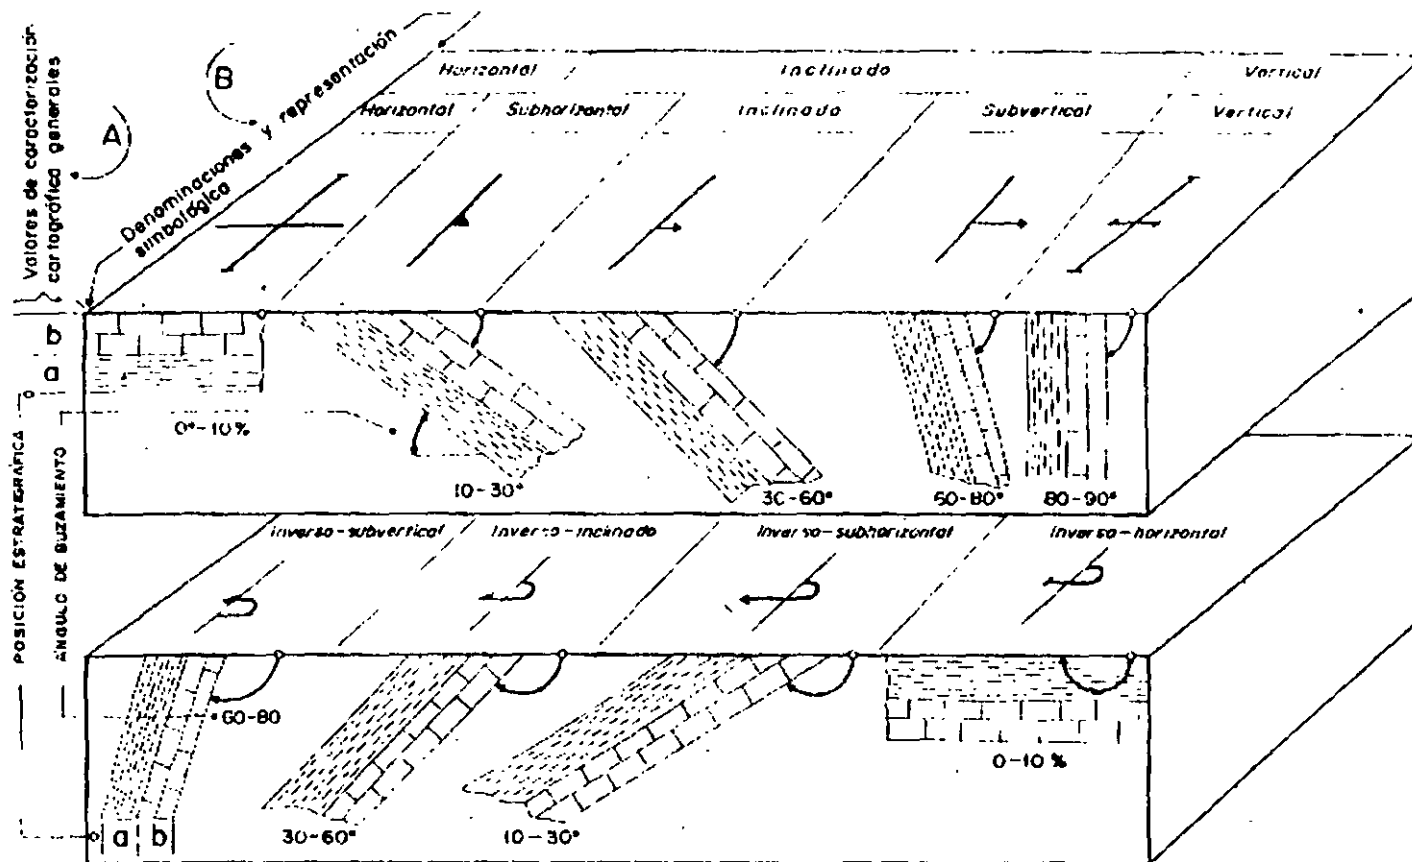 Valores de caracterización
cartográfica generales
A
B
Denominaciones y representación
simbológica
Horizontal
Inclinado
Vertical
Horizontal
Subhorizontal
Inclinado
Subvertical
Vertical
b
a
0°-10%
10-30°
30-60°
60-80°
80-90°
POSICIÓN ESTRATIGRÁFICA
ÁNGULO DE BUZAMIENTO
Inverso-subvertical
Inverso-inclinado
Inverso-subhorizontal
Inverso-horizontal
60-80
30-60°
10-30°
0-10%
a
b